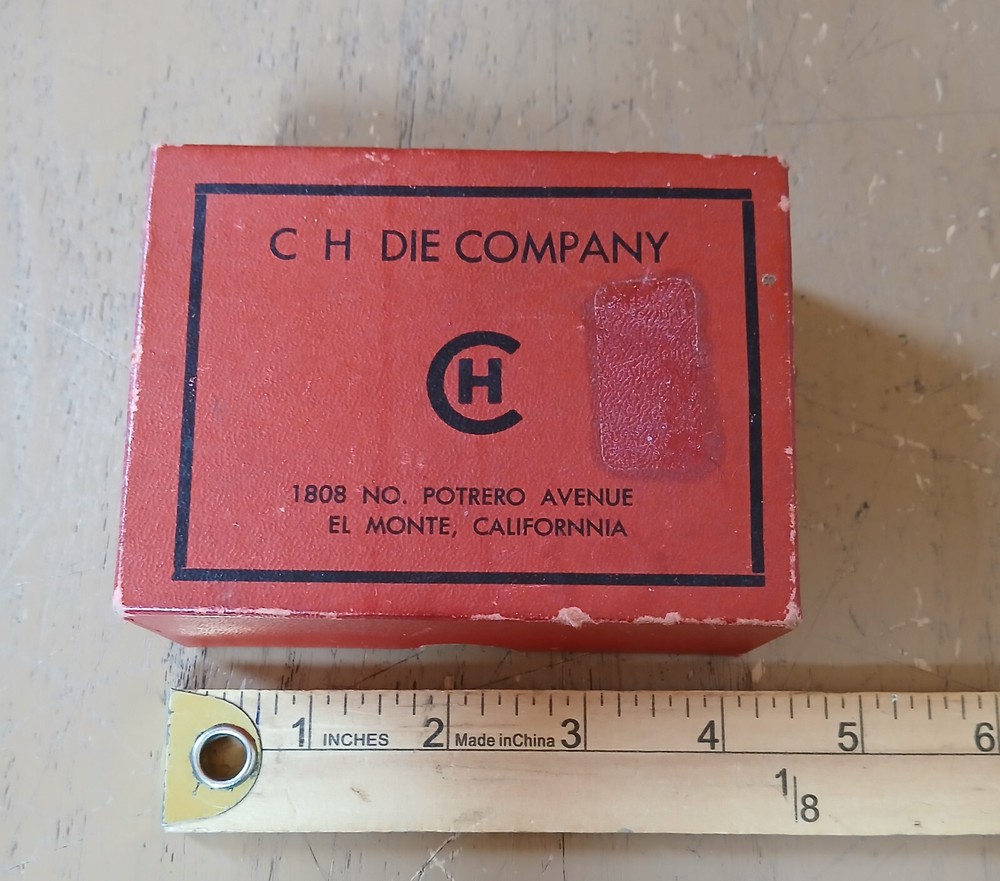 C H DIE COMPANY
CH
1808 NO. POTRERO AVENUE
EL MONTE, CALIFORNNIA
1 INCHES 2 Made in China 3 4 5 6
1/8